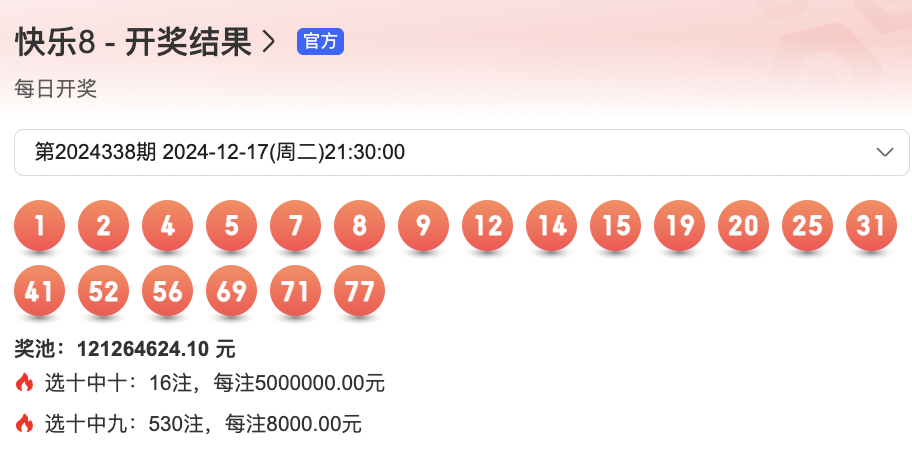 快乐8 - 开奖结果 官方
每日开奖
第2024338期 2024-12-17(周二)21:30:00
1 2 4 5 7 8 9 12 14 15 19 20 25 31
41 52 56 69 71 77
奖池：121264624.10 元
选十中十：16注，每注5000000.00元
选十中九：530注，每注8000.00元